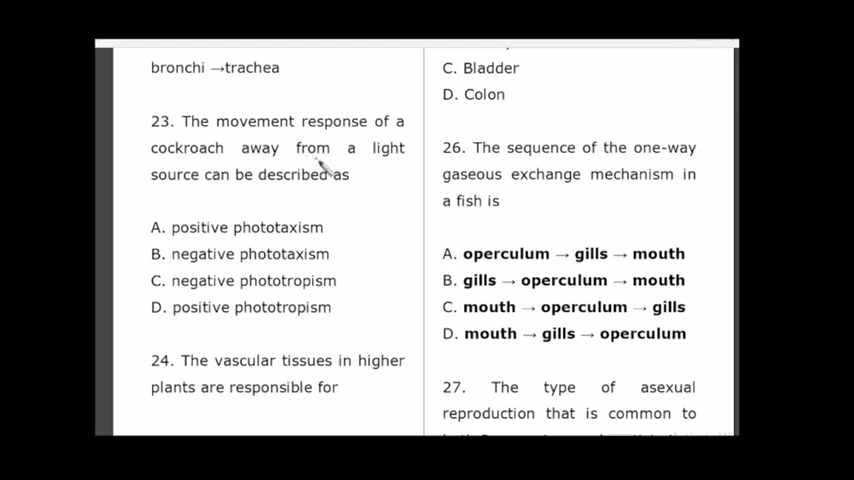 bronchi →trachea
23. The movement response of a
cockroach away from a light
source can be described as
A. positive phototaxism
B. negative phototaxism
C. negative phototropism
D. positive phototropism
24. The vascular tissues in higher
plants are responsible for
C. Bladder
D. Colon
26. The sequence of the one-way
gaseous exchange mechanism in
a fish is
A. operculum → gills → mouth
B. gills → operculum → mouth
C. mouth → operculum → gills
D. mouth → gills → operculum
27. The type of asexual
reproduction that is common to